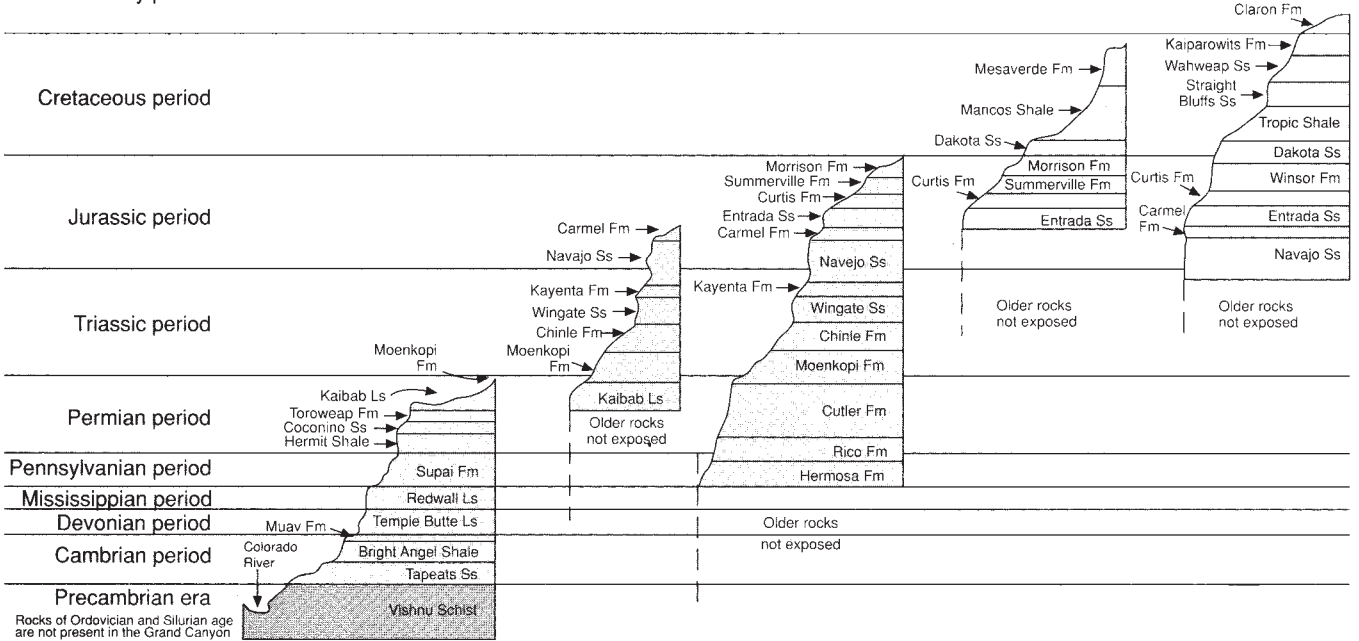 Claron Fm
Kaiparowits Fm
Wahweap Ss
Straight
Bluffs Ss
Tropic Shale
Dakota Ss
Winsor Fm
Curtis Fm
Entrada Ss
Carmel
Fm
Navajo Ss
Older rocks
not exposed
Mesaverde Fm
Mancos Shale
Dakota Ss
Morrison Fm
Summerville Fm
Curtis Fm
Entrada Ss
Older rocks
not exposed
Morrison Fm
Summerville Fm
Curtis Fm
Entrada Ss
Carmel Fm
Navejo Ss
Kayenta Fm
Wingate Ss
Chinle Fm
Moenkopi Fm
Cutler Fm
Rico Fm
Hermosa Fm
Older rocks
not exposed
Carmel Fm
Navajo Ss
Kayenta Fm
Wingate Ss
Chinle Fm
Moenkopi
Fm
Kaibab Ls
Older rocks
not exposed
Moenkopi
Fm
Kaibab Ls
Toroweap Fm
Coconino Ss
Hermit Shale
Supai Fm
Redwall Ls
Temple Butte Ls
Muav Fm
Bright Angel Shale
Tapeats Ss
Vishnu Schist
Colorado
River
Cretaceous period
Jurassic period
Triassic period
Permian period
Pennsylvanian period
Mississippian period
Devonian period
Cambrian period
Precambrian era
Rocks of Ordovician and Silurian age
are not present in the Grand Canyon